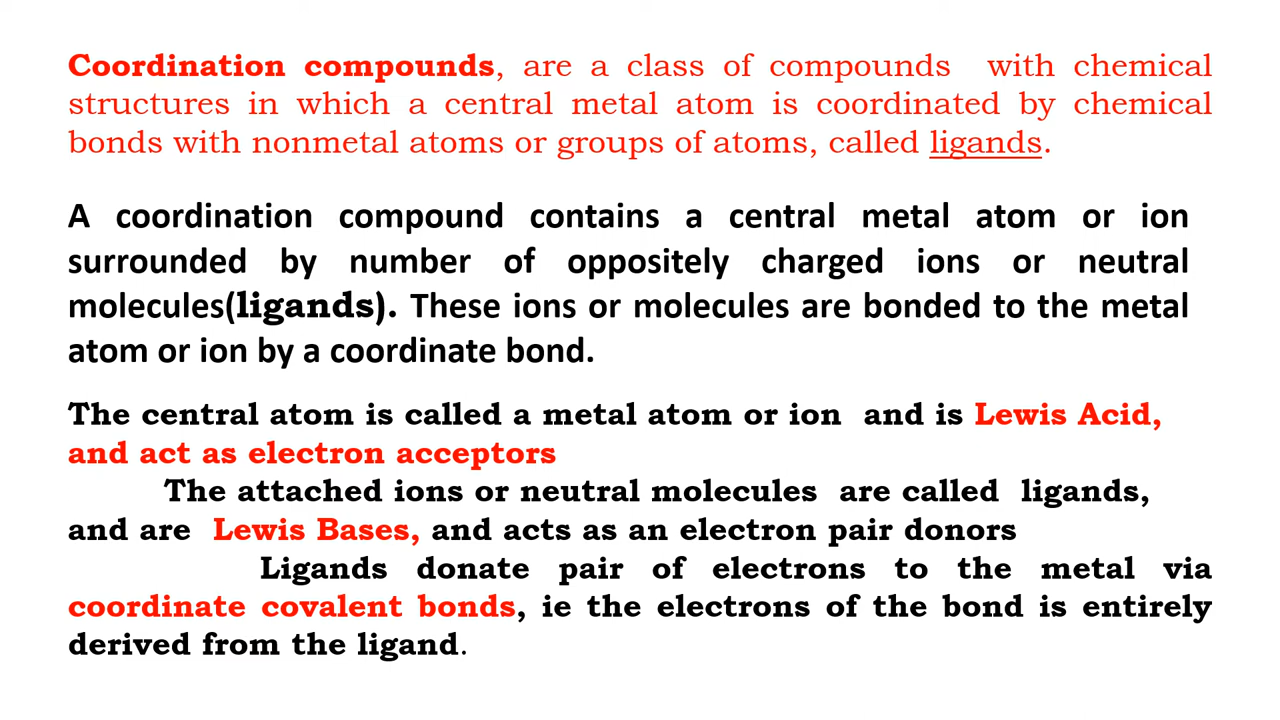 Coordination compounds, are a class of compounds with chemical
structures in which a central metal atom is coordinated by chemical
bonds with nonmetal atoms or groups of atoms, called ligands.
A coordination compound contains a central metal atom or ion
surrounded by number of oppositely charged ions or neutral
molecules(ligands). These ions or molecules are bonded to the metal
atom or ion by a coordinate bond.
The central atom is called a metal atom or ion and is Lewis Acid,
and act as electron acceptors
The attached ions or neutral molecules are called ligands,
and are Lewis Bases, and acts as an electron pair donors
Ligands donate pair of electrons to the metal via
coordinate covalent bonds, ie the electrons of the bond is entirely
derived from the ligand.